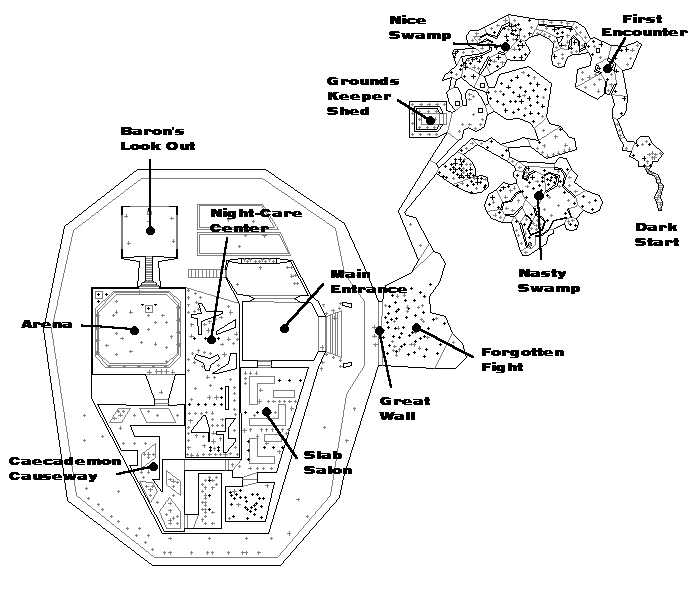 Nice
Swamp
First
Encounter
Grounds
Keeper
Shed
Baron's
Look Out
Night-Care
Center
Dark
Start
Main
Entrance
Nasty
Swamp
Arena
Forgotten
Fight
Great
Wall
Slab
Salon
Caecademon
Causeway